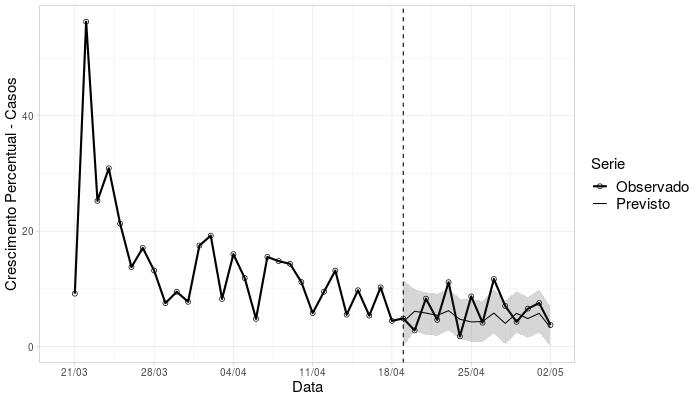 Crescimento Percentual - Casos
40
20
0
21/03 28/03 04/04 11/04 18/04 25/04 02/05
Data
Serie
Observado
Previsto